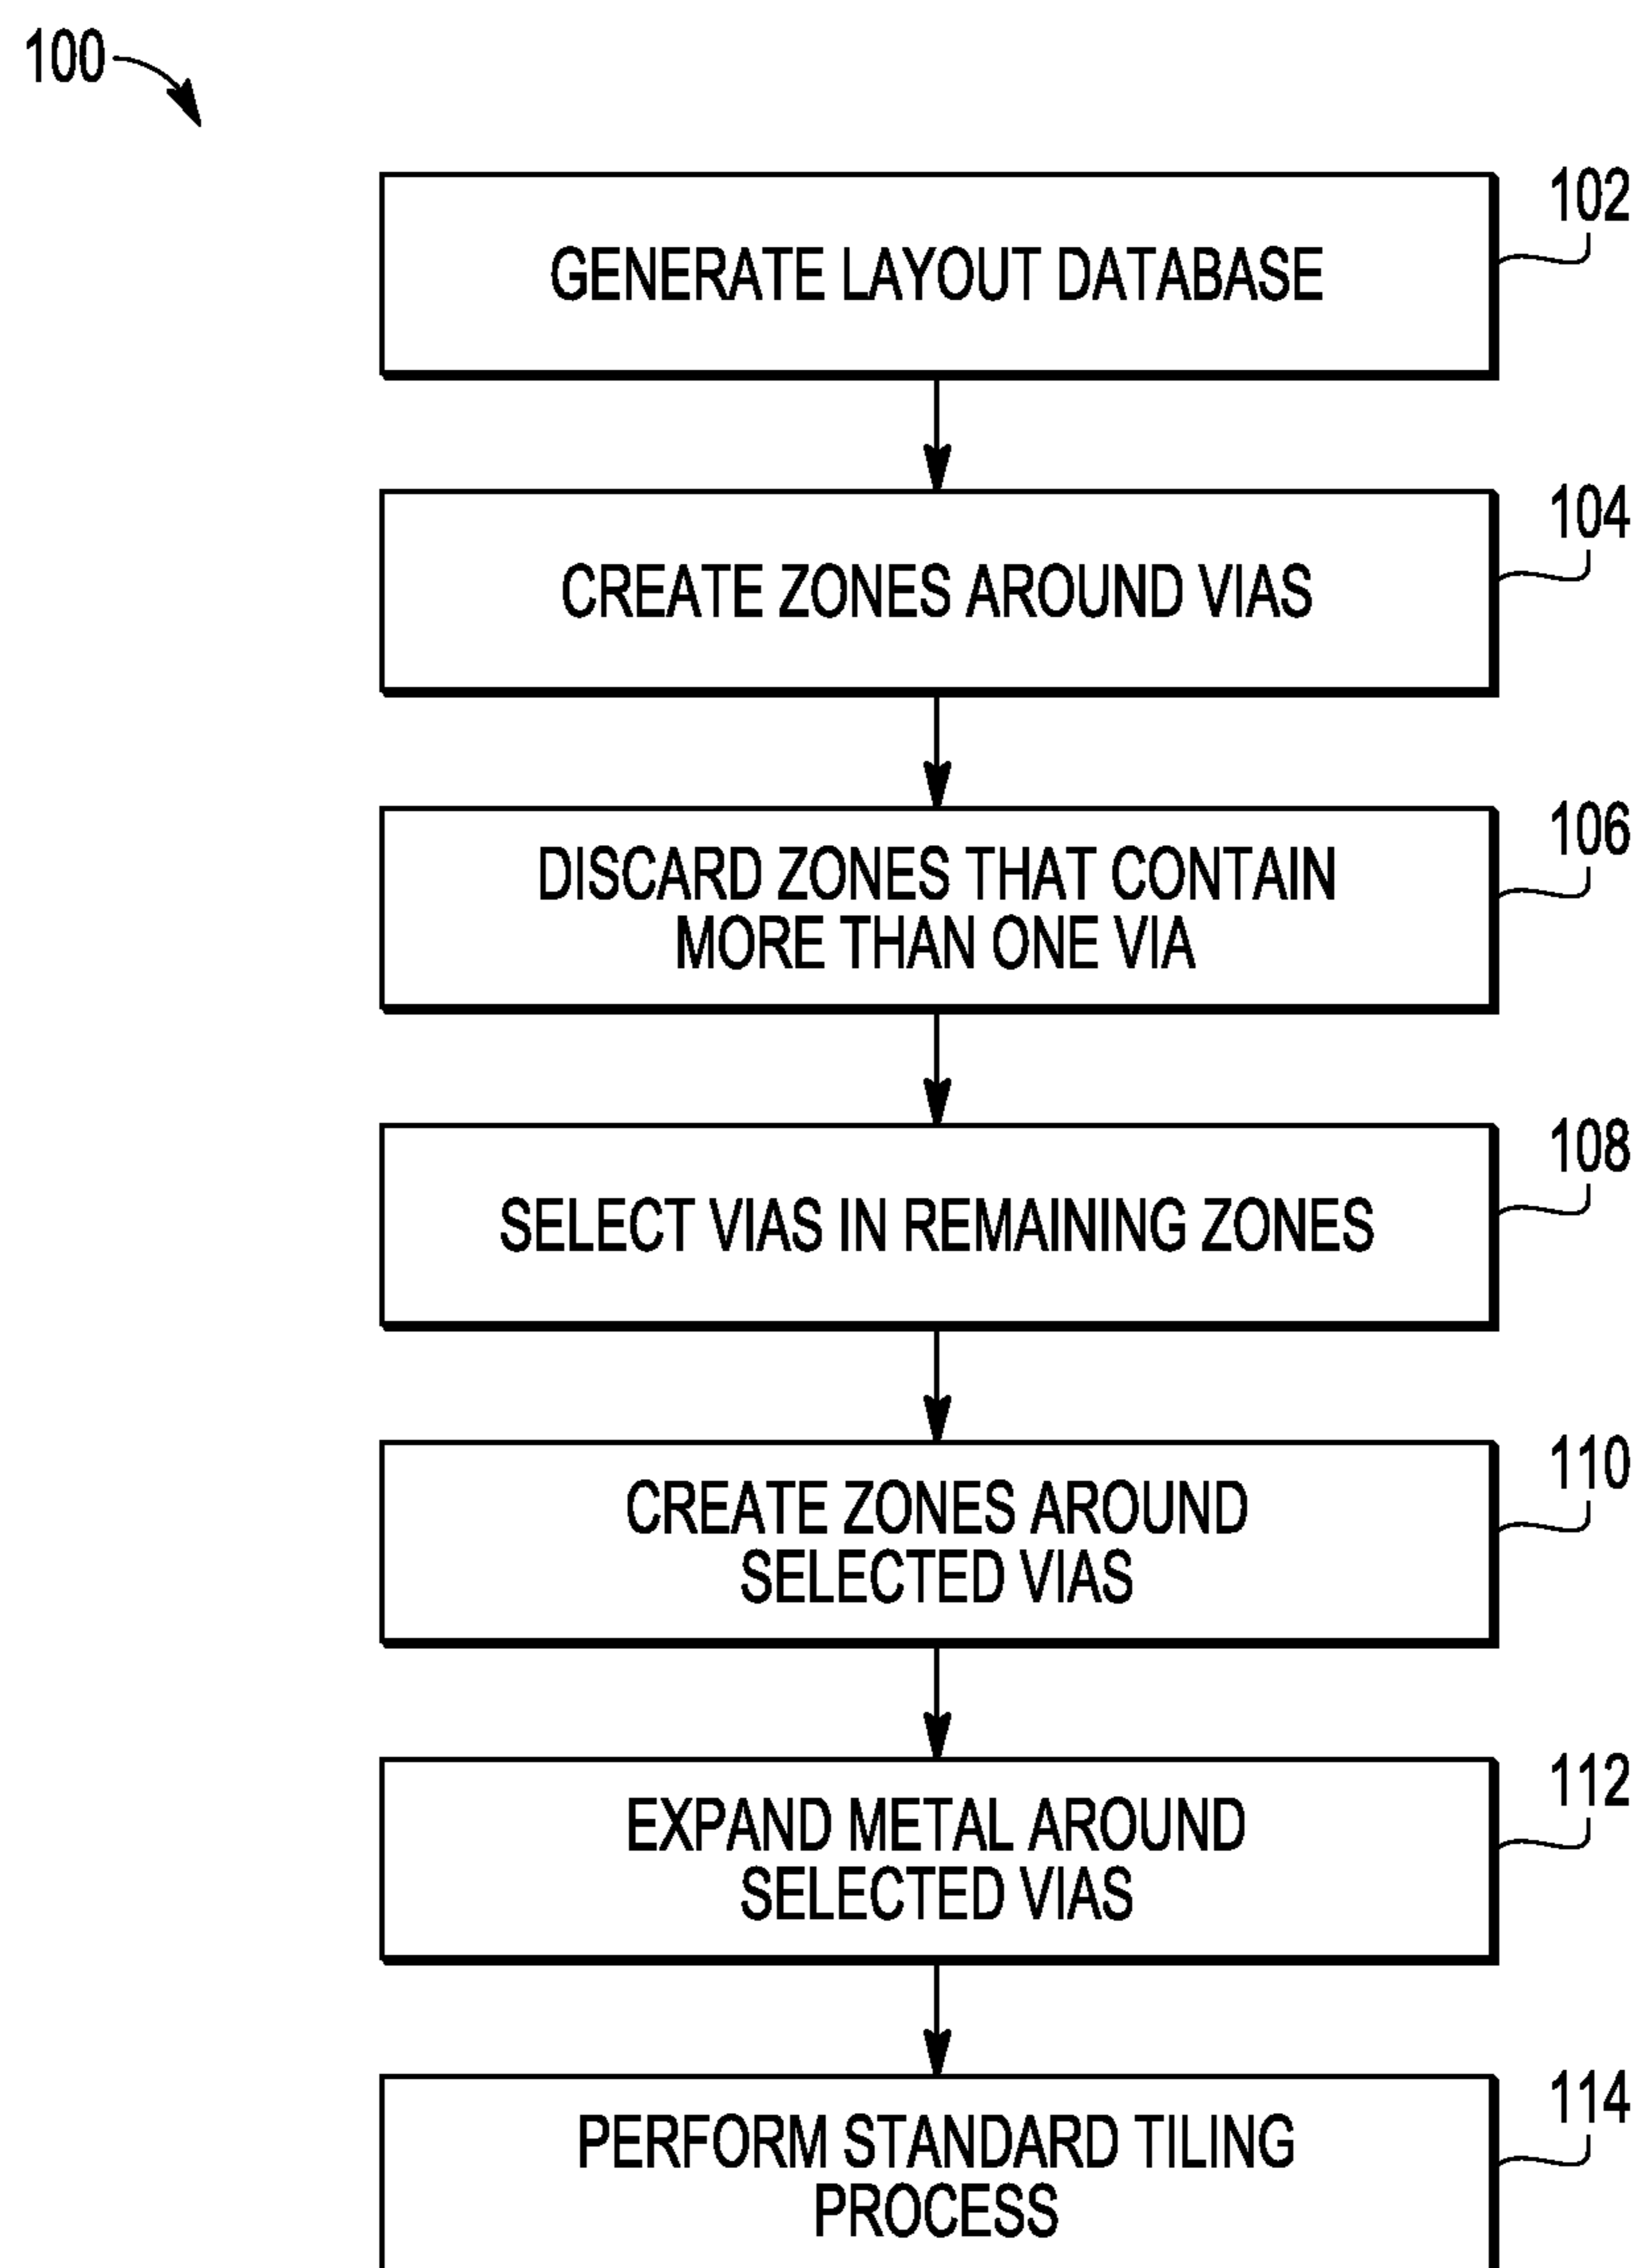 100
102
GENERATE LAYOUT DATABASE
104
CREATE ZONES AROUND VIAS
106
DISCARD ZONES THAT CONTAIN
MORE THAN ONE VIA
108
SELECT VIAS IN REMAINING ZONES
110
CREATE ZONES AROUND
SELECTED VIAS
112
EXPAND METAL AROUND
SELECTED VIAS
114
PERFORM STANDARD TILING
PROCESS